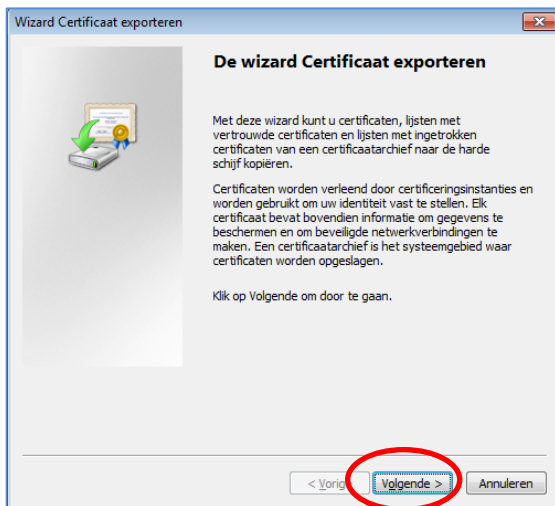 Wizard Certificaat exporteren
De wizard Certificaat exporteren
Met deze wizard kunt u certificaten, lijsten met
vertrouwde certificaten en lijsten met ingetrokken
certificaten van een certificaatarchief naar de harde
schijf kopiëren.
Certificaten worden verleend door certificeringsinstanties en
worden gebruikt om uw identiteit vast te stellen. Elk
certificaat bevat bovendien informatie om gegevens te
beschermen en om beveiligde netwerkverbindingen te
maken. Een certificaatarchief is het systeemgebied waar
certificaten worden opgeslagen.
Klik op Volgende om door te gaan.
< Vorig Volgende > Annuleren